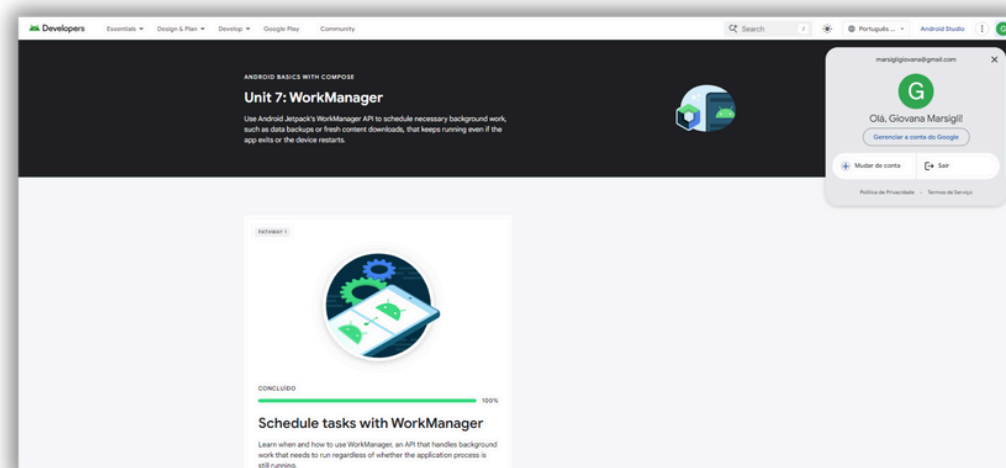 Developers Essentials Design & Plan Develop Google Play Community Search / Português ... Android Studio G
marsigligiovana@gmail.com
G
Olá, Giovana Marsigli!
Gerenciar a conta do Google
Mudar de conta Sair
Política de Privacidade Termos de Serviço
ANDROID BASICS WITH COMPOSE
Unit 7: WorkManager
Use Android Jetpack's WorkManager API to schedule necessary background work,
such as data backups or fresh content downloads, that keeps running even if the
app exits or the device restarts.
PATHWAY 1
CONCLUÍDO
100%
Schedule tasks with WorkManager
Learn when and how to use WorkManager, an API that handles background
work that needs to run regardless of whether the application process is
still running.